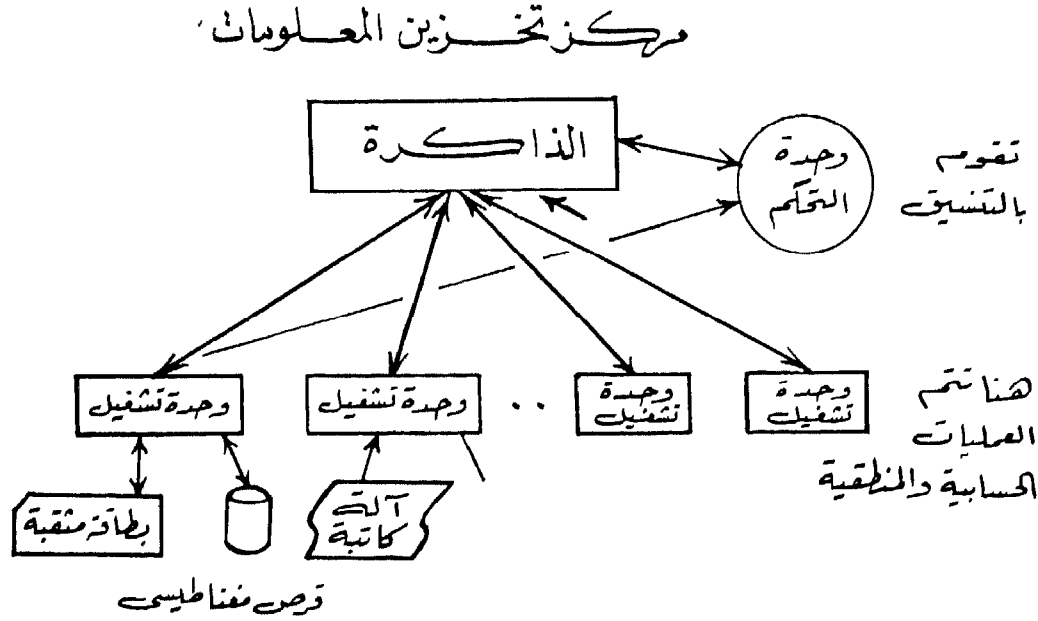 مركز تخزين المعلومات
الذاكرة
وحدة
التحكم
تقوم
بالتنسيق
وحدة تشغيل
وحدة تشغيل
وحدة
تشغيل
وحدة
تشغيل
هنا تتم
العمليات
الحسابية والمنطقية
بطاقة مثقبة
آلة
كاتبة
قرص مغناطيسى